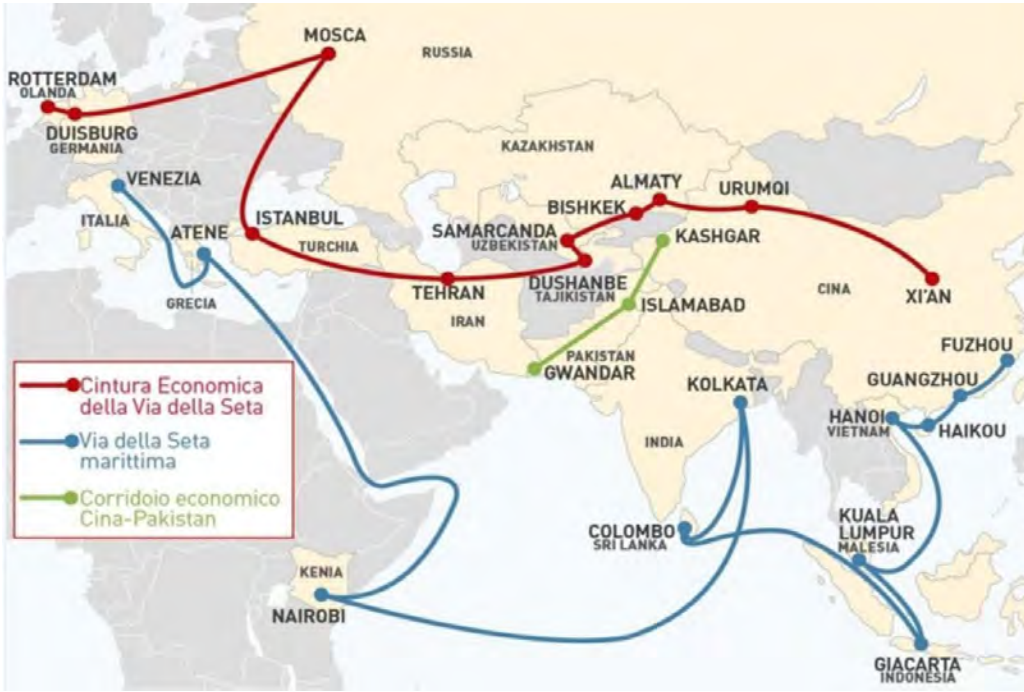 MOSCA
RUSSIA
ROTTERDAM
OLANDA
DUISBURG
GERMANIA
KAZAKHSTAN
VENEZIA
ALMATY
URUMQI
BISHKEK
ITALIA
ATENE
ISTANBUL
TURCHIA
SAMARCANDA
UZBEKISTAN
KASHGAR
GRECIA
TEHRAN
IRAN
DUSHANBE
TAJIKISTAN
ISLAMABAD
CINA
XI'AN
PAKISTAN
GWANDAR
KOLKATA
FUZHOU
GUANGZHOU
HANOI
VIETNAM
HAIKOU
INDIA
Cintura Economica
della Via della Seta
Via della Seta
marittima
Corridoio economico
Cina-Pakistan
COLOMBO
SRI LANKA
KUALA
LUMPUR
MALESIA
KENIA
NAIROBI
GIACARTA
INDONESIA